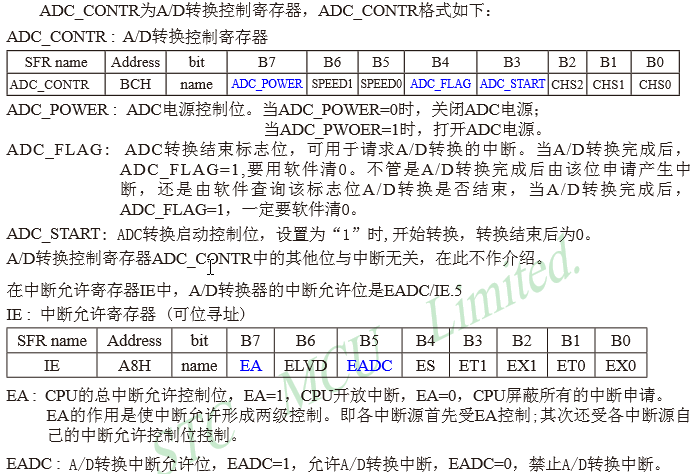 ADC_CONTR为A/D转换控制寄存器，ADC_CONTR格式如下：
ADC_CONTR：A/D转换控制寄存器
SFR name Address bit B7 B6 B5 B4 B3 B2 B1 B0
ADC_CONTR BCH name ADC_POWER SPEED1 SPEED0 ADC_FLAG ADC_START CHS2 CHS1 CHS0
ADC_POWER：ADC电源控制位。当ADC_POWER=0时，关闭ADC电源；
当ADC_PWOER=1时，打开ADC电源。
ADC_FLAG：ADC转换结束标志位，可用于请求A/D转换的中断。当A/D转换完成后，
ADC_FLAG=1,要用软件清0。不管是A/D转换完成后由该位申请产生中
断，还是由软件查询该标志位A/D转换是否结束，当A/D转换完成后，
ADC_FLAG=1，一定要软件清0。
ADC_START：ADC转换启动控制位，设置为“1”时,开始转换，转换结束后为0。
A/D转换控制寄存器ADC_CONTR中的其他位与中断无关，在此不作介绍。
在中断允许寄存器IE中，A/D转换器的中断允许位是EADC/IE.5
IE：中断允许寄存器 (可位寻址)
SFR name Address bit B7 B6 B5 B4 B3 B2 B1 B0
IE A8H name EA ELVD EADC ES ET1 EX1 ET0 EX0
EA：CPU的总中断允许控制位，EA=1，CPU开放中断，EA=0，CPU屏蔽所有的中断申请。
EA的作用是使中断允许形成两级控制。即各中断源首先受EA控制;其次还受各中断源自
己的中断允许控制位控制。
EADC：A/D转换中断允许位，EADC=1，允许A/D转换中断，EADC=0，禁止A/D转换中断。
STC MCU Limited.